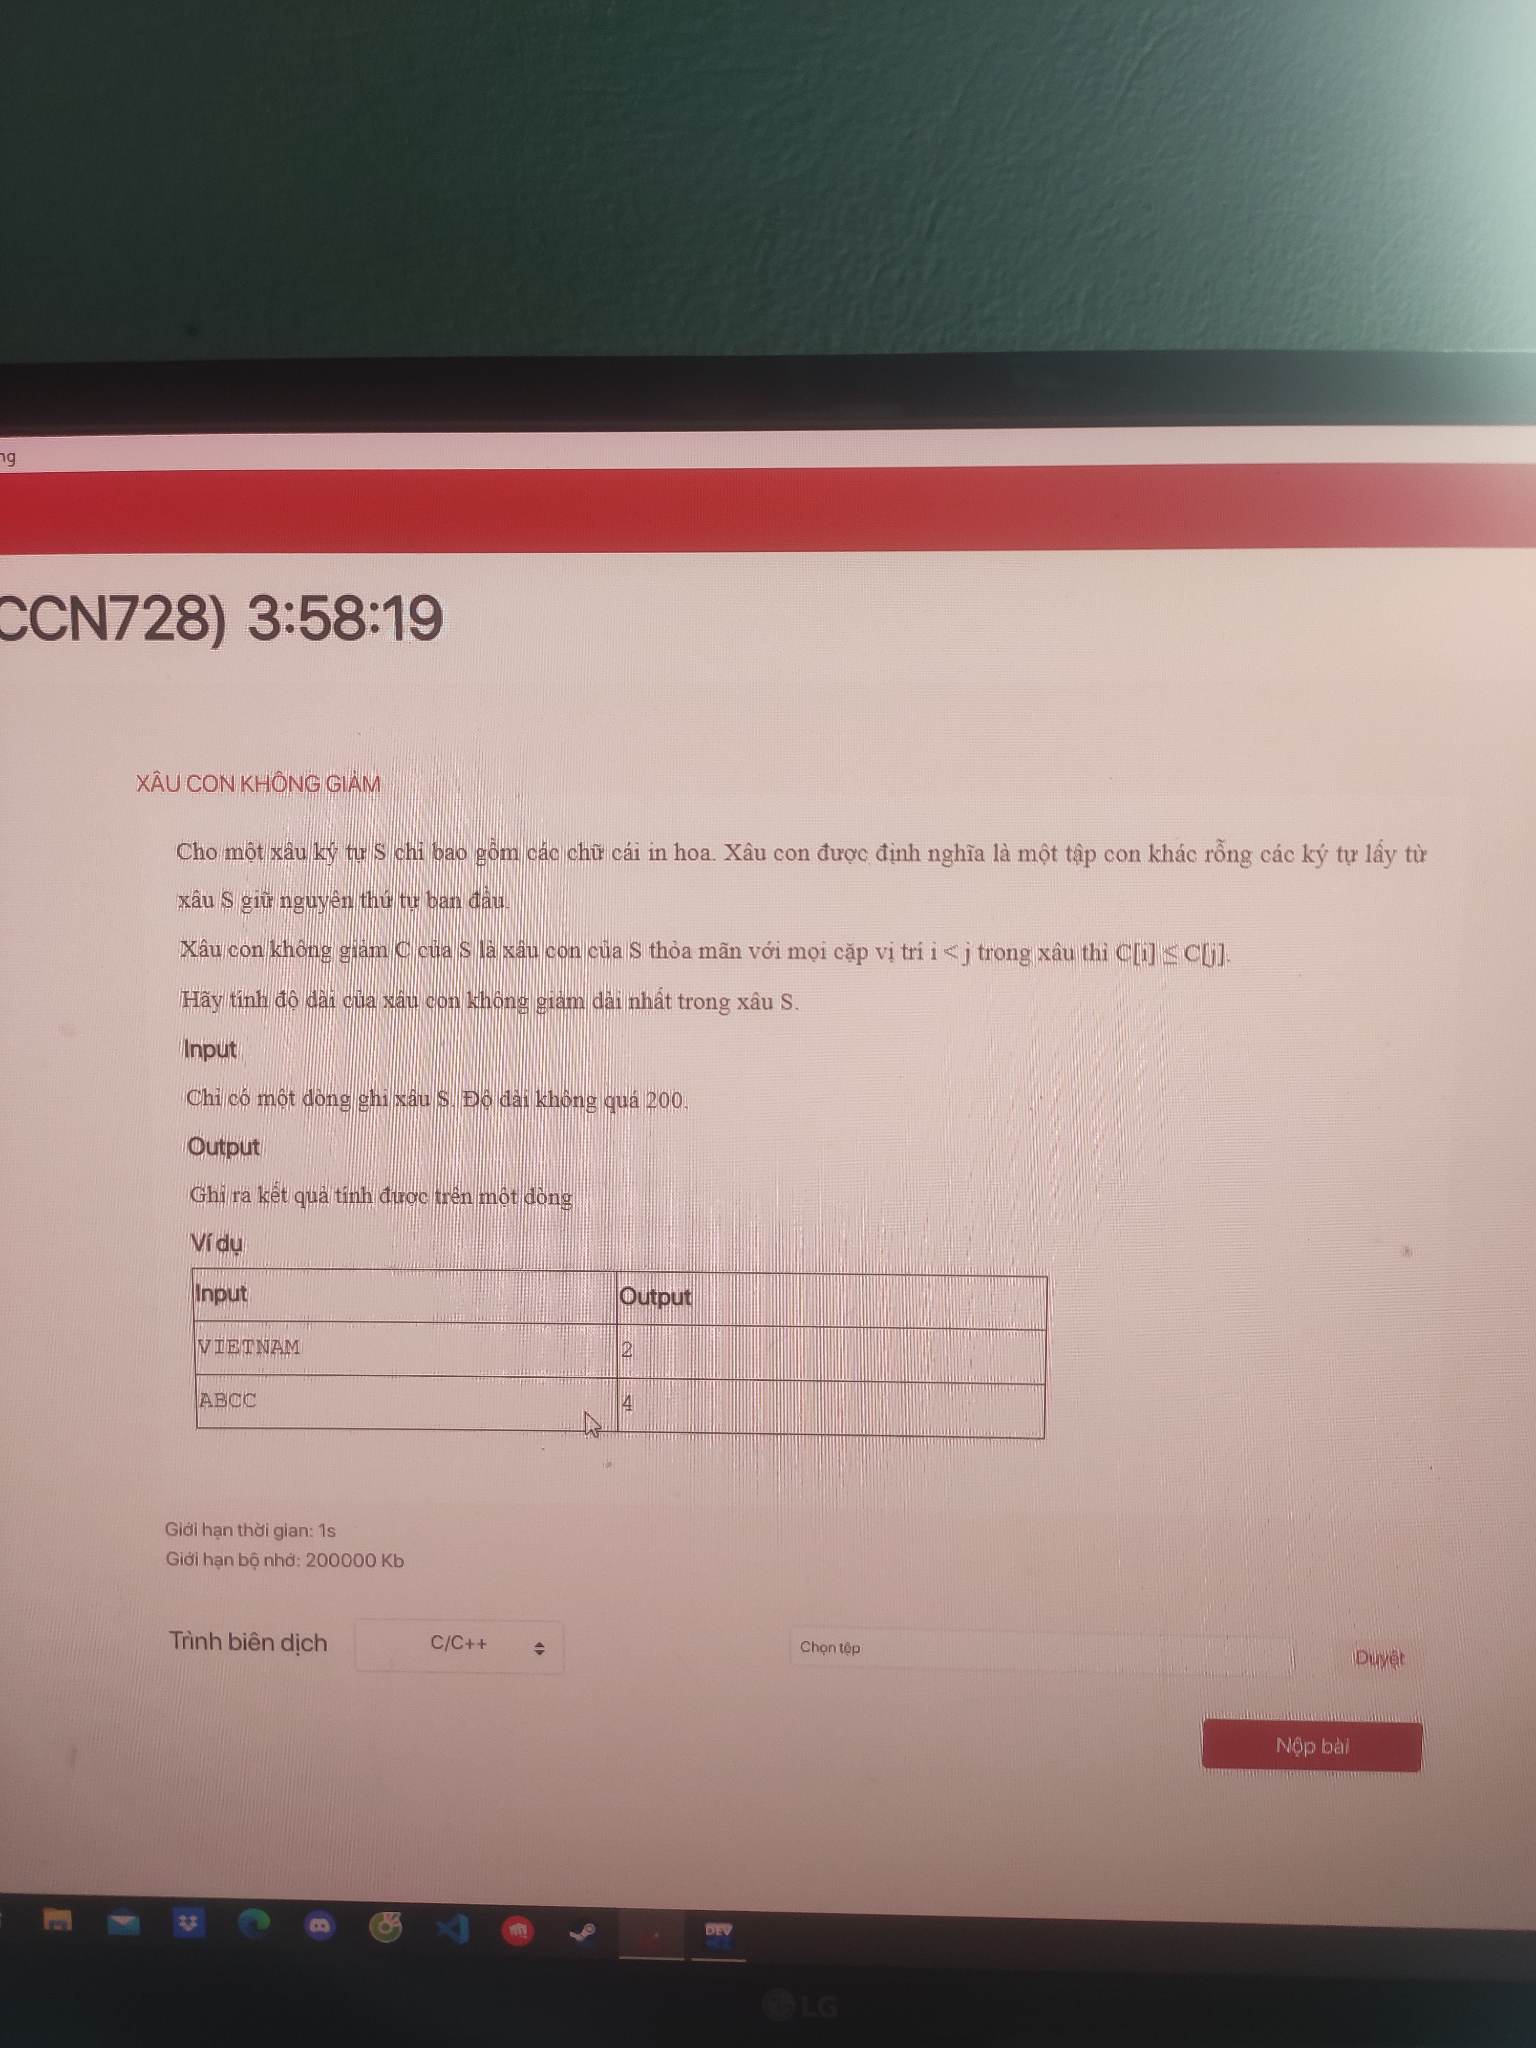 ng
CCN728) 3:58:19
XÂU CON KHÔNG GIẢM
Cho một xâu ký tự S chỉ bao gồm các chữ cái in hoa. Xâu con được định nghĩa là một tập con khác rỗng các ký tự lấy từ
xâu S giữ nguyên thứ tự ban đầu.
Xâu con không giảm C của S là xâu con của S thỏa mãn với mọi cặp vị trí i < j trong xâu thì C[i] ≤ C[j].
Hãy tính độ dài của xâu con không giảm dài nhất trong xâu S.
Input
Chỉ có một dòng ghi xâu S. Độ dài không quá 200.
Output
Ghi ra kết quả tính được trên một dòng
Ví dụ
Input Output
VIETNAM 2
ABCC 4
Giới hạn thời gian: 1s
Giới hạn bộ nhớ: 200000 Kb
Trình biên dịch C/C++ Chọn tệp Duyệt
Nộp bài
DEV
LG